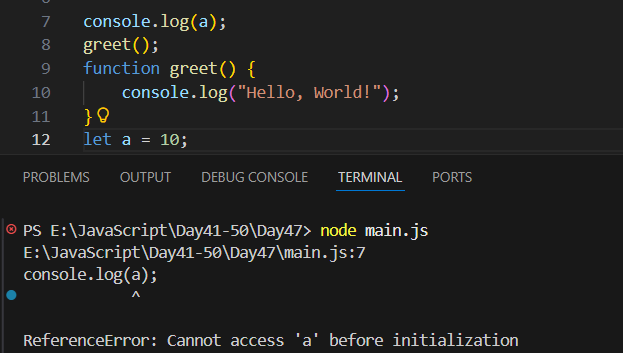 7 console.log(a);
8 greet();
9 function greet() {
10 console.log("Hello, World!");
11 }
12 let a = 10;
PROBLEMS OUTPUT DEBUG CONSOLE TERMINAL PORTS
PS E:\JavaScript\Day41-50\Day47> node main.js
E:\JavaScript\Day41-50\Day47\main.js:7
console.log(a);
^
ReferenceError: Cannot access 'a' before initialization